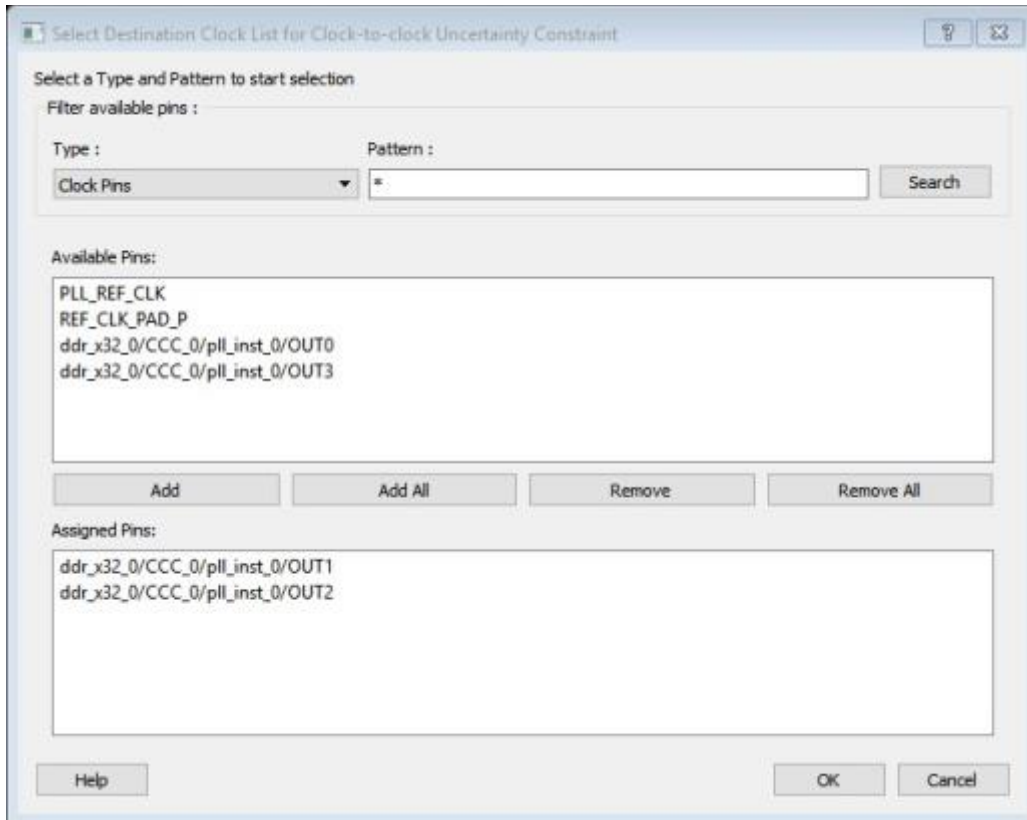 Select Destination Clock List for Clock-to-clock Uncertainty Constraint
Select a Type and Pattern to start selection
Filter available pins :
Type : Pattern :
Clock Pins * Search
Available Pins:
PLL_REF_CLK
REF_CLK_PAD_P
ddr_x32_0/CCC_0/pll_inst_0/OUT0
ddr_x32_0/CCC_0/pll_inst_0/OUT3
Add Add All Remove Remove All
Assigned Pins:
ddr_x32_0/CCC_0/pll_inst_0/OUT1
ddr_x32_0/CCC_0/pll_inst_0/OUT2
Help OK Cancel